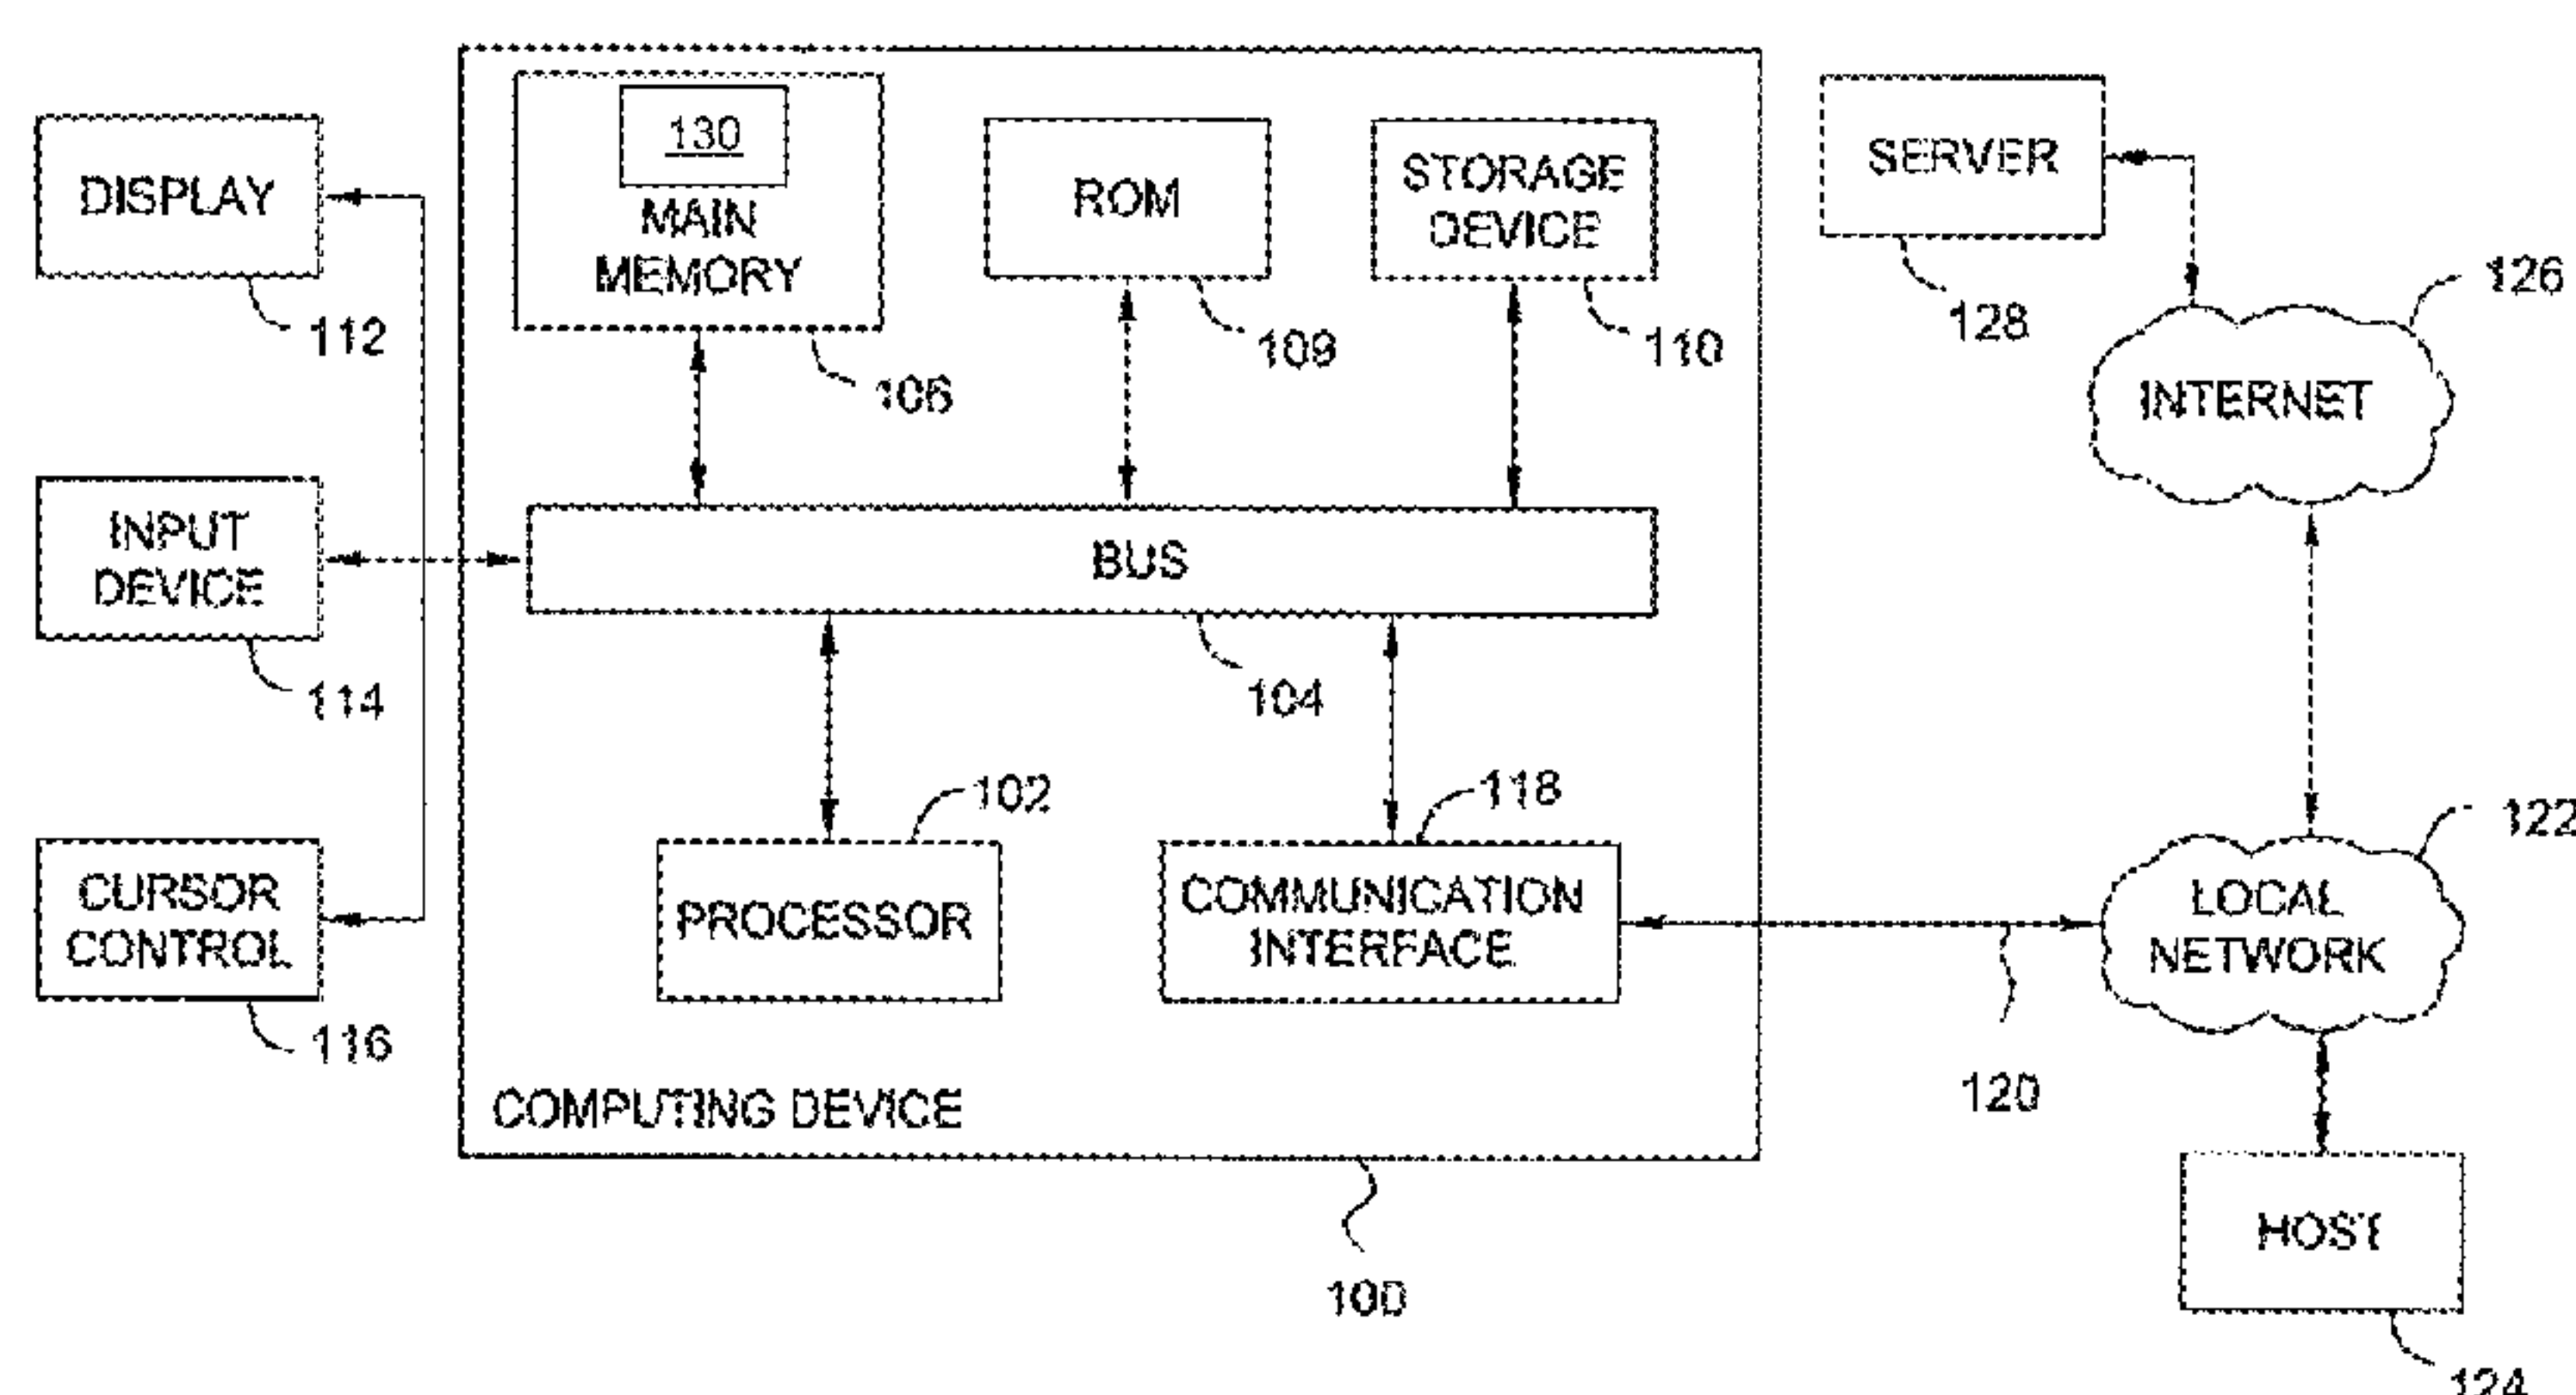 DISPLAY
112
INPUT
DEVICE
114
CURSOR
CONTROL
116
130
MAIN
MEMORY
106
ROM
109
STORAGE
DEVICE
110
BUS
104
102
PROCESSOR
118
COMMUNICATION
INTERFACE
COMPUTING DEVICE
100
SERVER
128
126
INTERNET
122
LOCAL
NETWORK
120
HOST
124